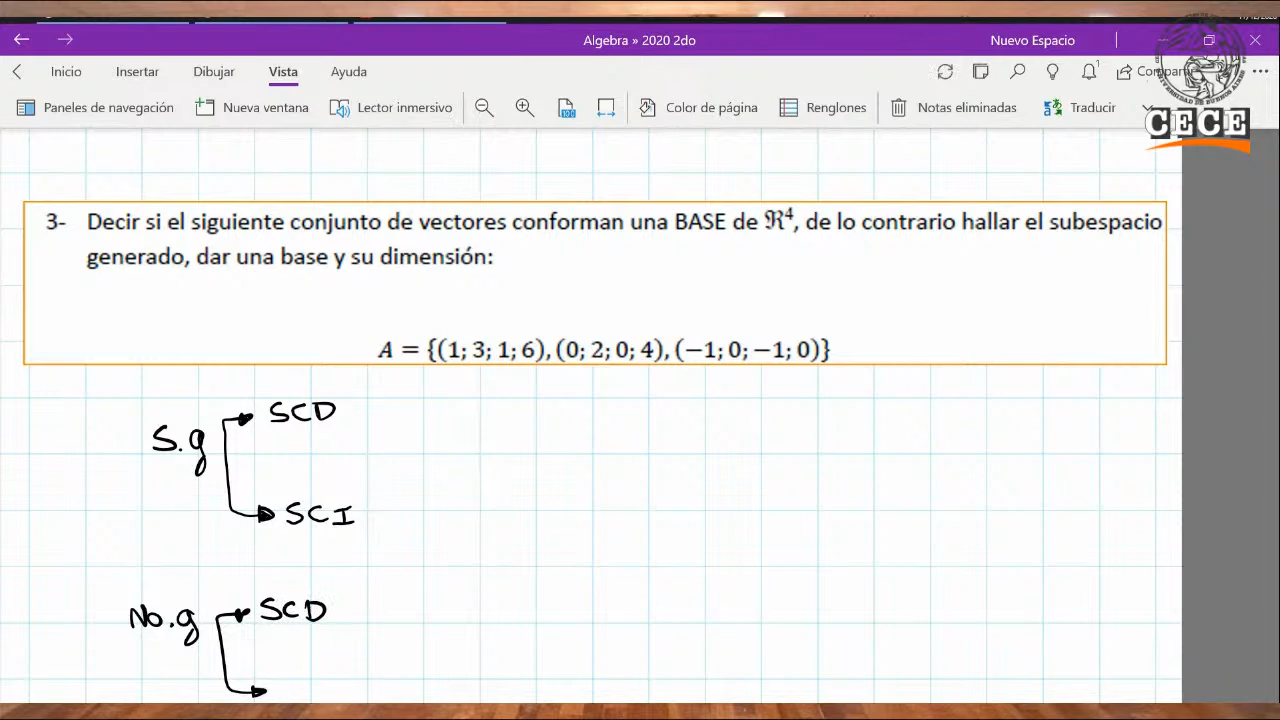 Algebra » 2020 2do
Nuevo Espacio
Inicio
Insertar
Dibujar
Vista
Ayuda
Paneles de navegación
Nueva ventana
Lector inmersivo
100
Color de página
Renglones
Notas eliminadas
Traducir
CECE
3- Decir si el siguiente conjunto de vectores conforman una BASE de ℜ⁴, de lo contrario hallar el subespacio
generado, dar una base y su dimensión:
A = {(1; 3; 1; 6), (0; 2; 0; 4), (−1; 0; −1; 0)}
S.g
SCD
SCI
No.g
SCD